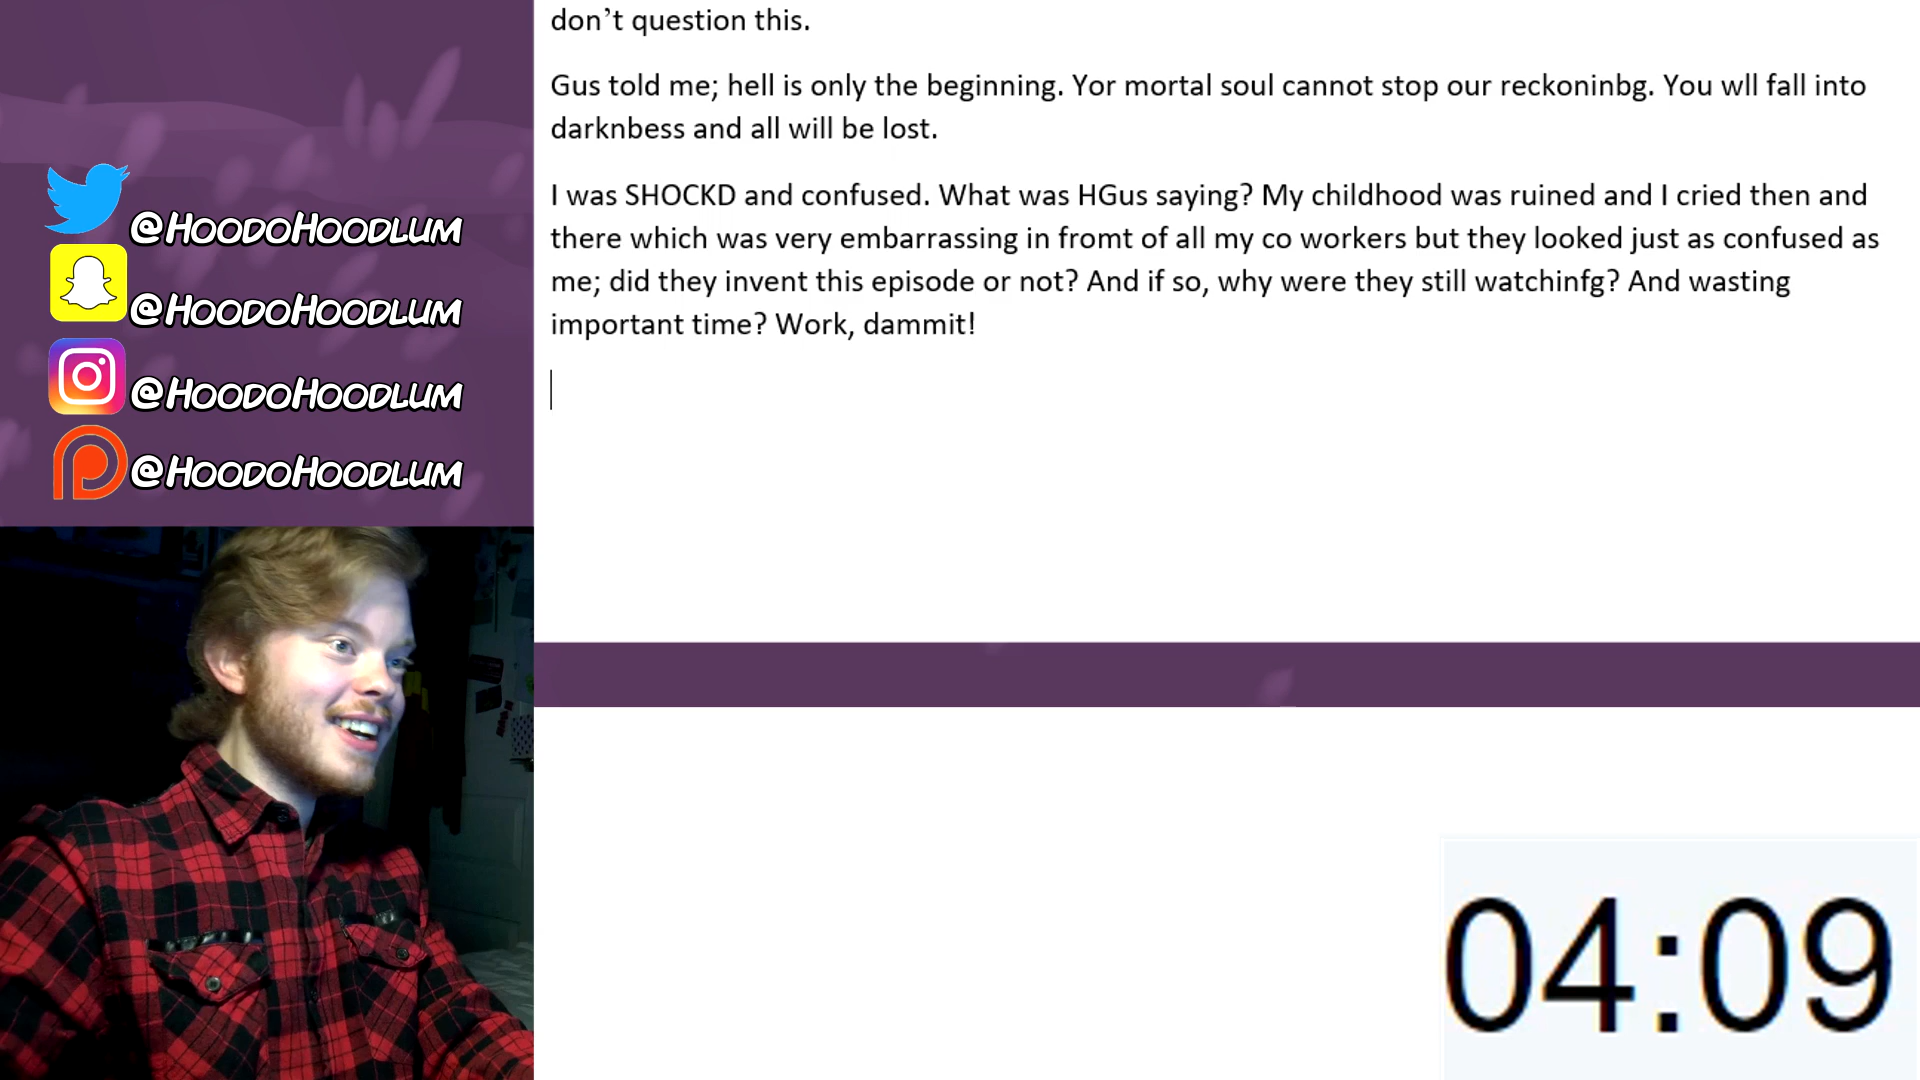 don’t question this.
Gus told me; hell is only the beginning. Yor mortal soul cannot stop our reckoninbg. You wll fall into
darknbess and all will be lost.
I was SHOCKD and confused. What was HGus saying? My childhood was ruined and I cried then and
there which was very embarrassing in fromt of all my co workers but they looked just as confused as
me; did they invent this episode or not? And if so, why were they still watchinfg? And wasting
important time? Work, dammit!
@HoodoHoodlum
@HoodoHoodlum
@HoodoHoodlum
@HoodoHoodlum
04:09